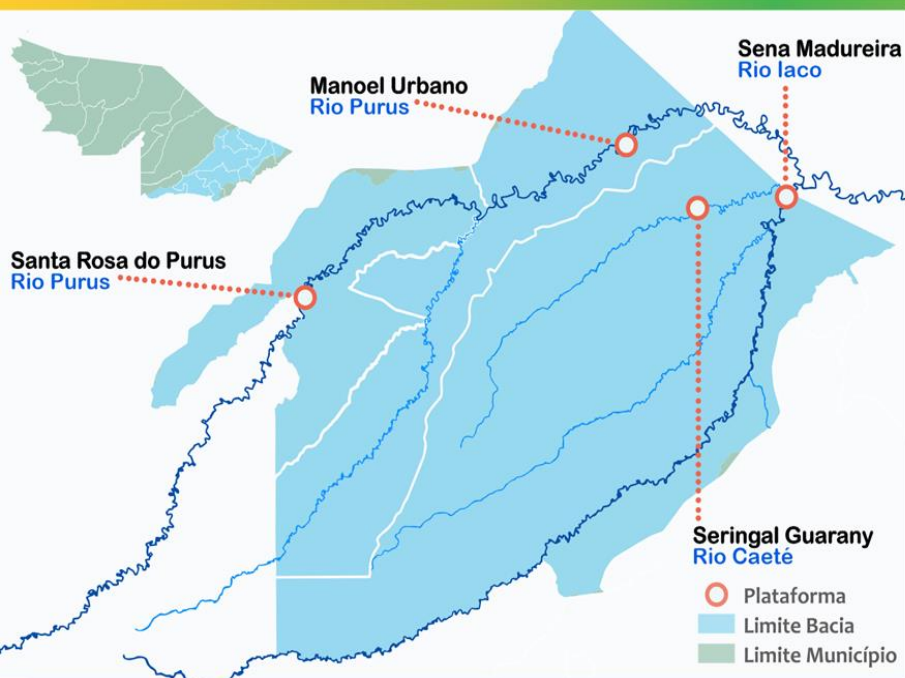 Sena Madureira
Rio Iaco
Manoel Urbano
Rio Purus
Santa Rosa do Purus
Rio Purus
Seringal Guarany
Rio Caeté
Plataforma
Limite Bacia
Limite Município